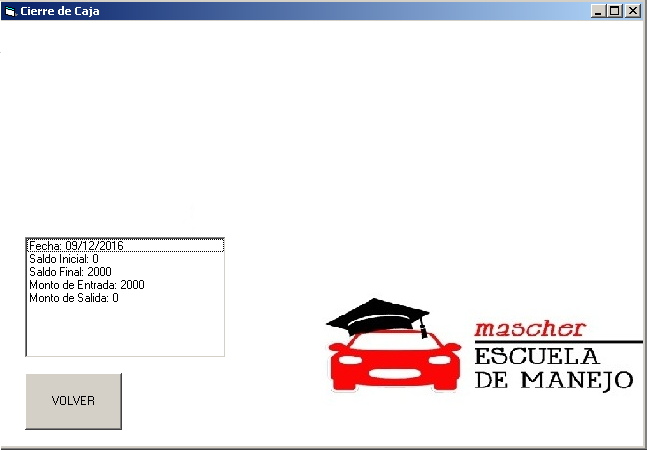 Cierre de Caja
Fecha: 09/12/2016
Saldo Inicial: 0
Saldo Final: 2000
Monto de Entrada: 2000
Monto de Salida: 0
VOLVER
mascher
ESCUELA
DE MANEJO